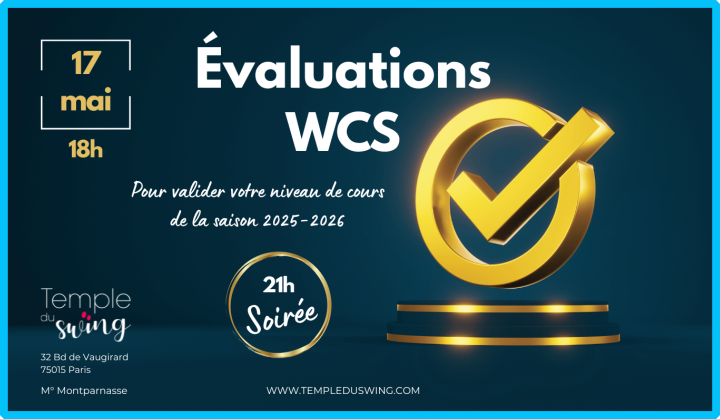 17
mai
18h
Évaluations
WCS
Pour valider votre niveau de cours
de la saison 2025-2026
21h
Soirée
Temple
du swing
32 Bd de Vaugirard
75015 Paris
M° Montparnasse
WWW.TEMPLEDUSWING.COM